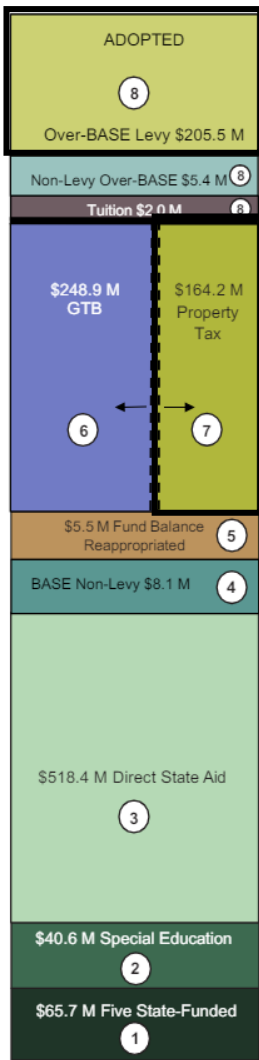 ADOPTED
8
Over-BASE Levy $205.5 M
Non-Levy Over-BASE $5.4 M 8
Tuition $2.0 M 8
$248.9 M
GTB
$164.2 M
Property
Tax
6
7
$5.5 M Fund Balance
Reappropriated
5
BASE Non-Levy $8.1 M 4
$518.4 M Direct State Aid
3
$40.6 M Special Education
2
$65.7 M Five State-Funded
1